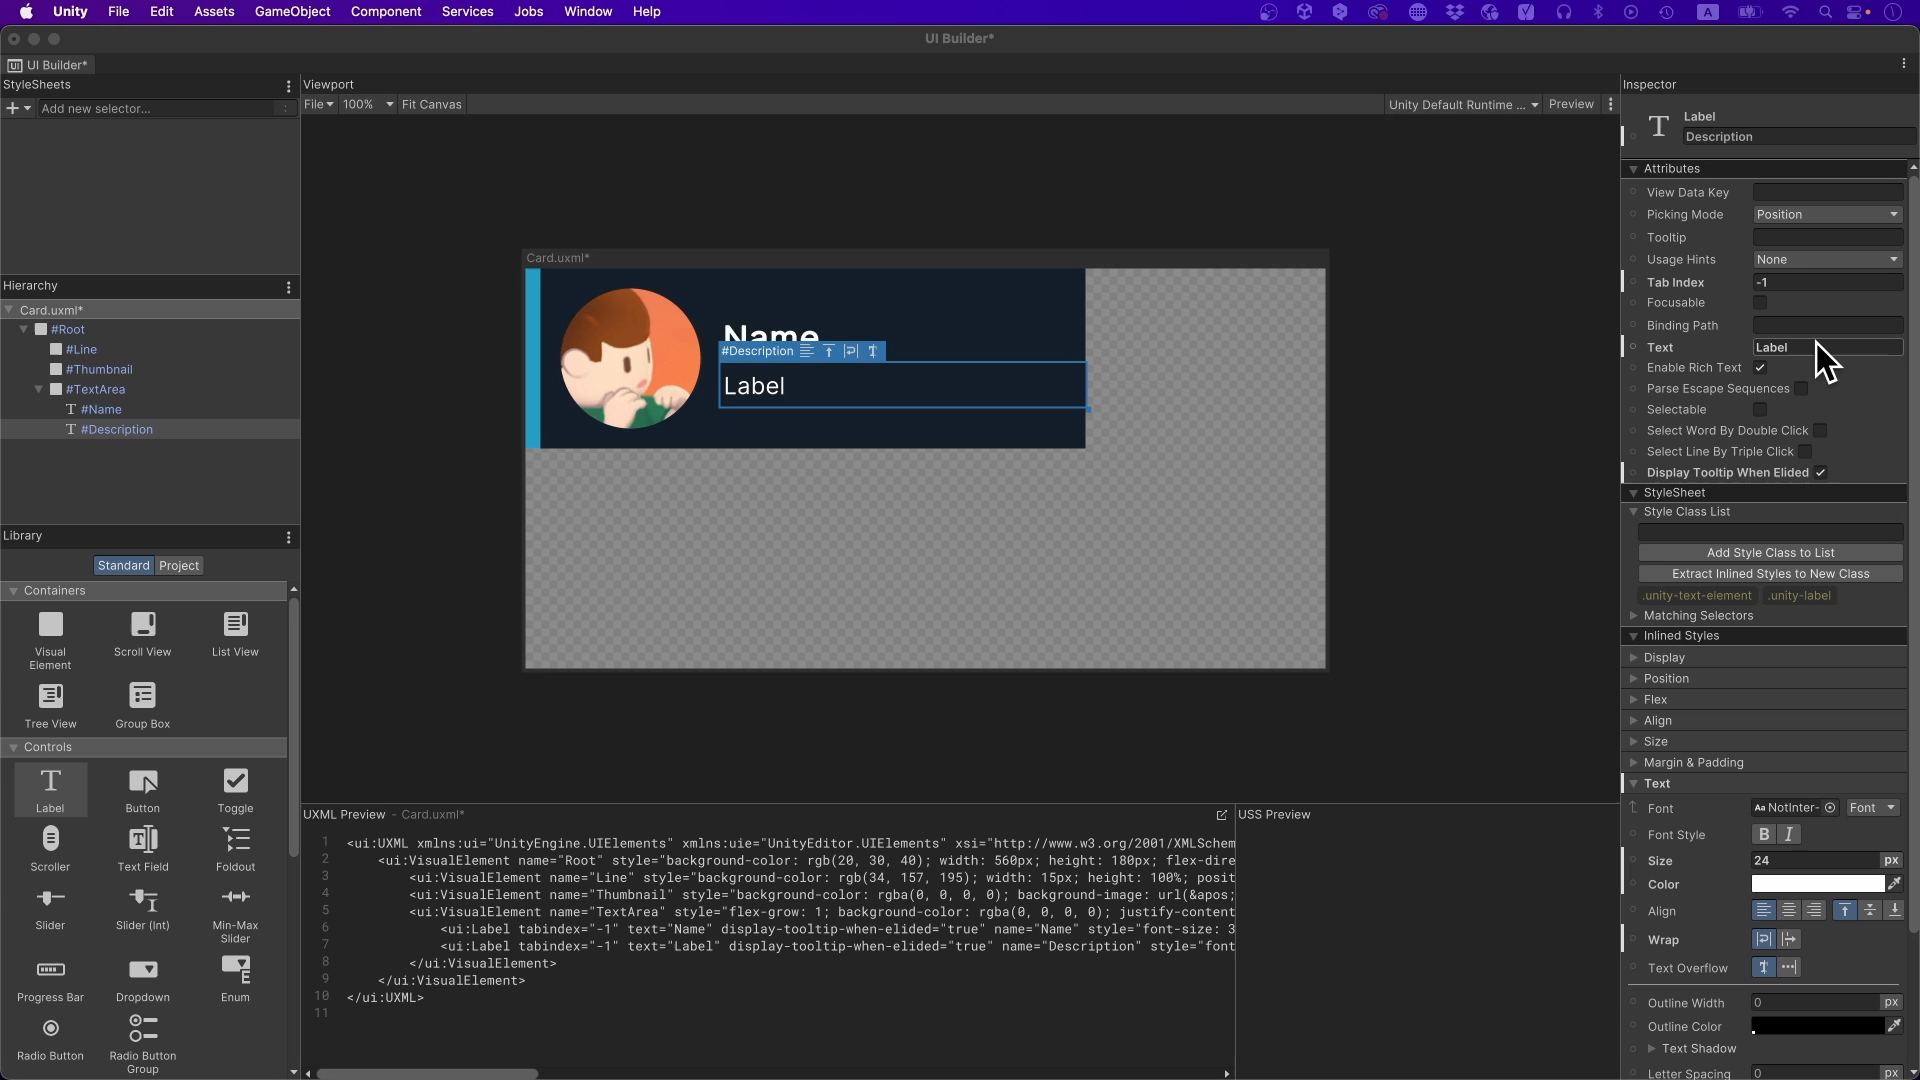 Unity File Edit Assets GameObject Component Services Jobs Window Help
UI Builder*
UI Builder*
StyleSheets
Add new selector...
Hierarchy
Card.uxml*
#Root
#Line
#Thumbnail
#TextArea
#Name
#Description
Library
Standard Project
Containers
Visual Element
Scroll View
List View
Tree View
Group Box
Controls
Label
Button
Toggle
Scroller
Text Field
Foldout
Slider
Slider (Int)
Min-Max Slider
Progress Bar
Dropdown
Enum
Radio Button
Radio Button Group
Viewport
File 100% Fit Canvas
Unity Default Runtime ... Preview
Card.uxml*
Name
#Description
Label
UXML Preview - Card.uxml*
1 <ui:UXML xmlns:ui="UnityEngine.UIElements" xmlns:uie="UnityEditor.UIElements" xsi="http://www.w3.org/2001/XMLSchem
2 <ui:VisualElement name="Root" style="background-color: rgb(20, 30, 40); width: 560px; height: 180px; flex-dire
3 <ui:VisualElement name="Line" style="background-color: rgb(34, 157, 195); width: 15px; height: 100%; posit
4 <ui:VisualElement name="Thumbnail" style="background-color: rgba(0, 0, 0, 0); background-image: url(&apos;
5 <ui:VisualElement name="TextArea" style="flex-grow: 1; background-color: rgba(0, 0, 0, 0); justify-content
6 <ui:Label tabindex="-1" text="Name" display-tooltip-when-elided="true" name="Name" style="font-size: 3
7 <ui:Label tabindex="-1" text="Label" display-tooltip-when-elided="true" name="Description" style="font
8 </ui:VisualElement>
9 </ui:VisualElement>
10 </ui:UXML>
11
USS Preview
Inspector
Label
Description
Attributes
View Data Key
Picking Mode Position
Tooltip
Usage Hints None
Tab Index -1
Focusable
Binding Path
Text Label
Enable Rich Text
Parse Escape Sequences
Selectable
Select Word By Double Click
Select Line By Triple Click
Display Tooltip When Elided
StyleSheet
Style Class List
Add Style Class to List
Extract Inlined Styles to New Class
.unity-text-element .unity-label
Matching Selectors
Inlined Styles
Display
Position
Flex
Align
Size
Margin & Padding
Text
Font Aa NotInter- Font
Font Style B I
Size 24 px
Color
Align
Wrap
Text Overflow
Outline Width 0 px
Outline Color
Text Shadow
Letter Spacing 0 px